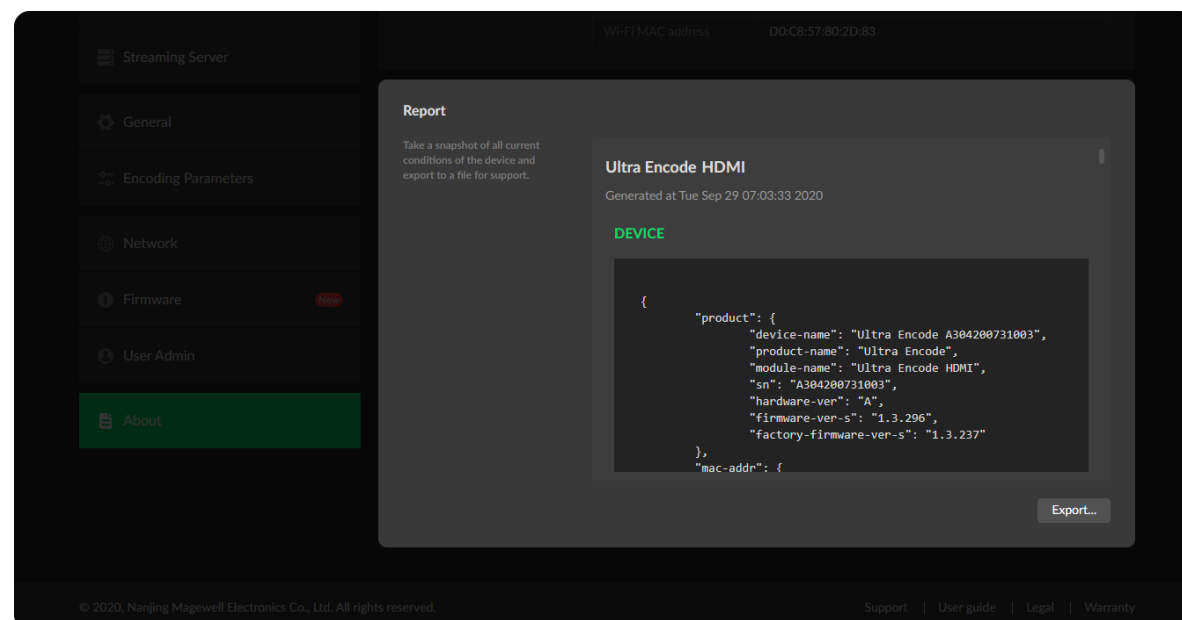 Wi-Fi MAC address D0:C8:57:80:2D:83
Streaming Server
General
Encoding Parameters
Network
Firmware New
User Admin
About
Report
Take a snapshot of all current
conditions of the device and
export to a file for support.
Ultra Encode HDMI
Generated at Tue Sep 29 07:03:33 2020
DEVICE
{
"product": {
"device-name": "Ultra Encode A304200731003",
"product-name": "Ultra Encode",
"module-name": "Ultra Encode HDMI",
"sn": "A304200731003",
"hardware-ver": "A",
"firmware-ver-s": "1.3.296",
"factory-firmware-ver-s": "1.3.237"
},
"mac-addr": {
Export...
© 2020, Nanjing Magewell Electronics Co., Ltd. All rights reserved.
Support | User guide | Legal | Warranty